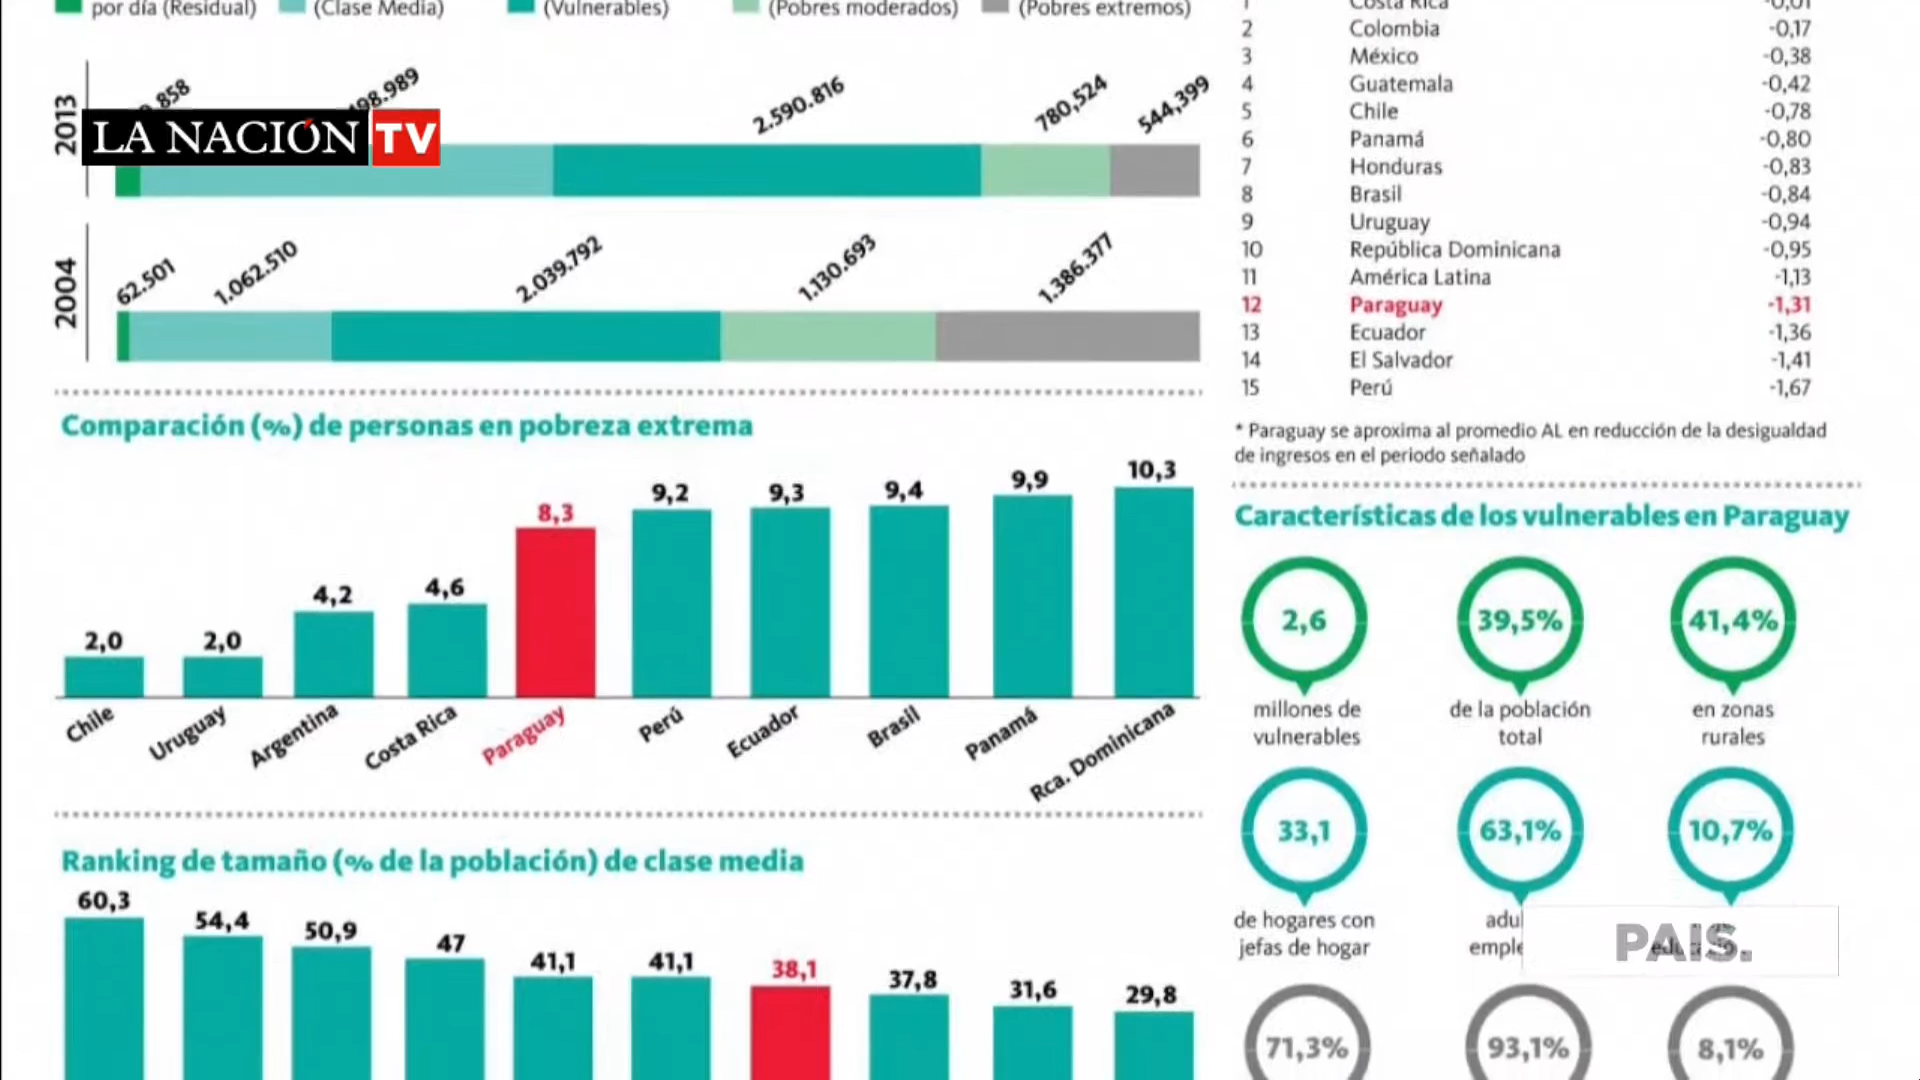 por día (Residual)
(Clase Media)
(Vulnerables)
(Pobres moderados)
(Pobres extremos)
2013
.858
98.989
2.590.816
780,524
544,399
LA NACIÓN TV
2004
62.501
1.062.510
2.039.792
1.130.693
1.386.377
Comparación (%) de personas en pobreza extrema
2,0
2,0
4,2
4,6
8,3
9,2
9,3
9,4
9,9
10,3
Chile
Uruguay
Argentina
Costa Rica
Paraguay
Perú
Ecuador
Brasil
Panamá
Rca. Dominicana
Ranking de tamaño (% de la población) de clase media
60,3
54,4
50,9
47
41,1
41,1
38,1
37,8
31,6
29,8
1 Costa Rica -0,01
2 Colombia -0,17
3 México -0,38
4 Guatemala -0,42
5 Chile -0,78
6 Panamá -0,80
7 Honduras -0,83
8 Brasil -0,84
9 Uruguay -0,94
10 República Dominicana -0,95
11 América Latina -1,13
12 Paraguay -1,31
13 Ecuador -1,36
14 El Salvador -1,41
15 Perú -1,67
* Paraguay se aproxima al promedio AL en reducción de la desigualdad
de ingresos en el periodo señalado
Características de los vulnerables en Paraguay
2,6
millones de
vulnerables
39,5%
de la población
total
41,4%
en zonas
rurales
33,1
de hogares con
jefas de hogar
63,1%
10,7%
PAIS.
71,3%
93,1%
8,1%